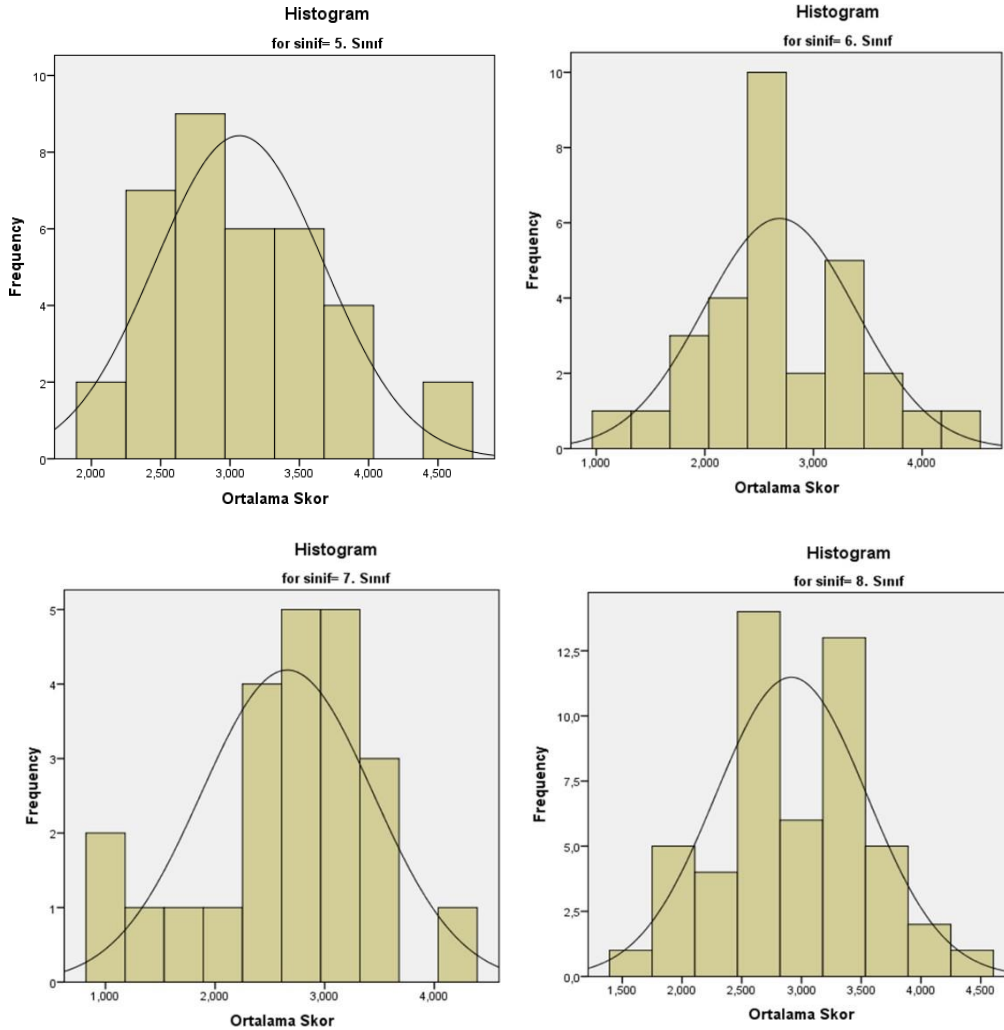 Histogram
for sinif= 5. Sınıf
Frequency
10
8
6
4
2
0
2,000 2,500 3,000 3,500 4,000 4,500
Ortalama Skor
Histogram
for sinif= 6. Sınıf
Frequency
10
8
6
4
2
0
1,000 2,000 3,000 4,000
Ortalama Skor
Histogram
for sinif= 7. Sınıf
Frequency
5
4
3
2
1
0
1,000 2,000 3,000 4,000
Ortalama Skor
Histogram
for sinif= 8. Sınıf
Frequency
12,5
10,0
7,5
5,0
2,5
0,0
1,500 2,000 2,500 3,000 3,500 4,000 4,500
Ortalama Skor